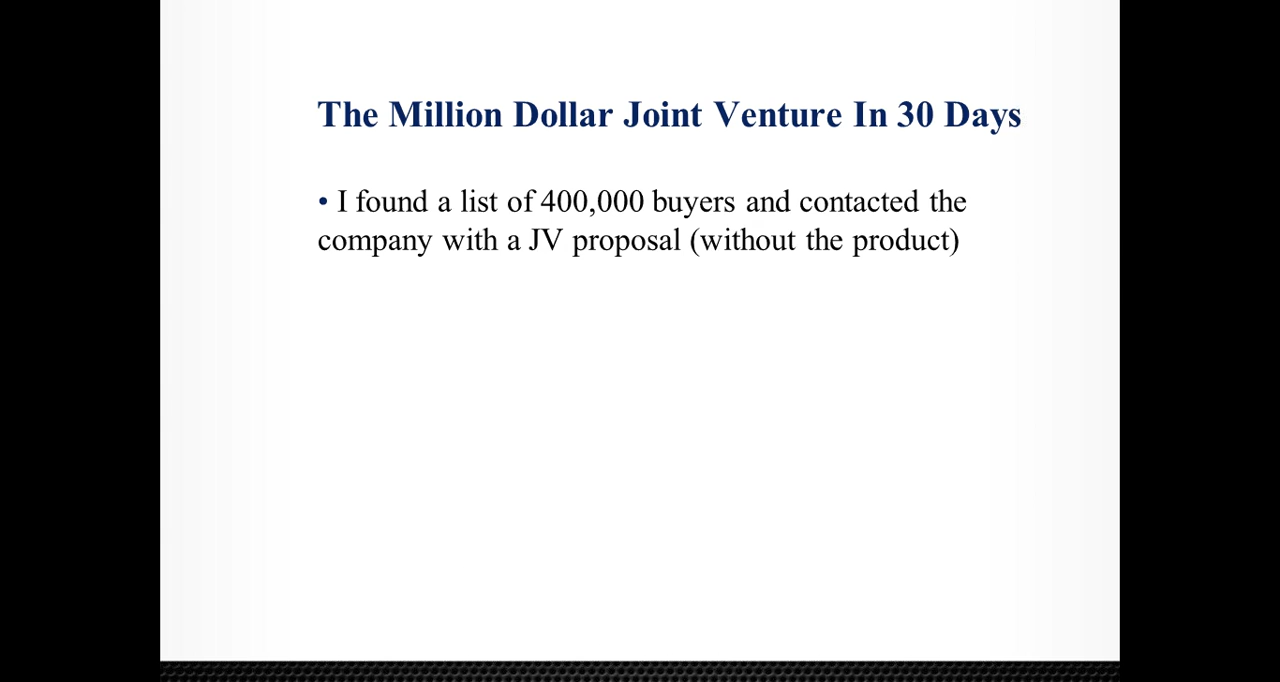 The Million Dollar Joint Venture In 30 Days
• I found a list of 400,000 buyers and contacted the
company with a JV proposal (without the product)